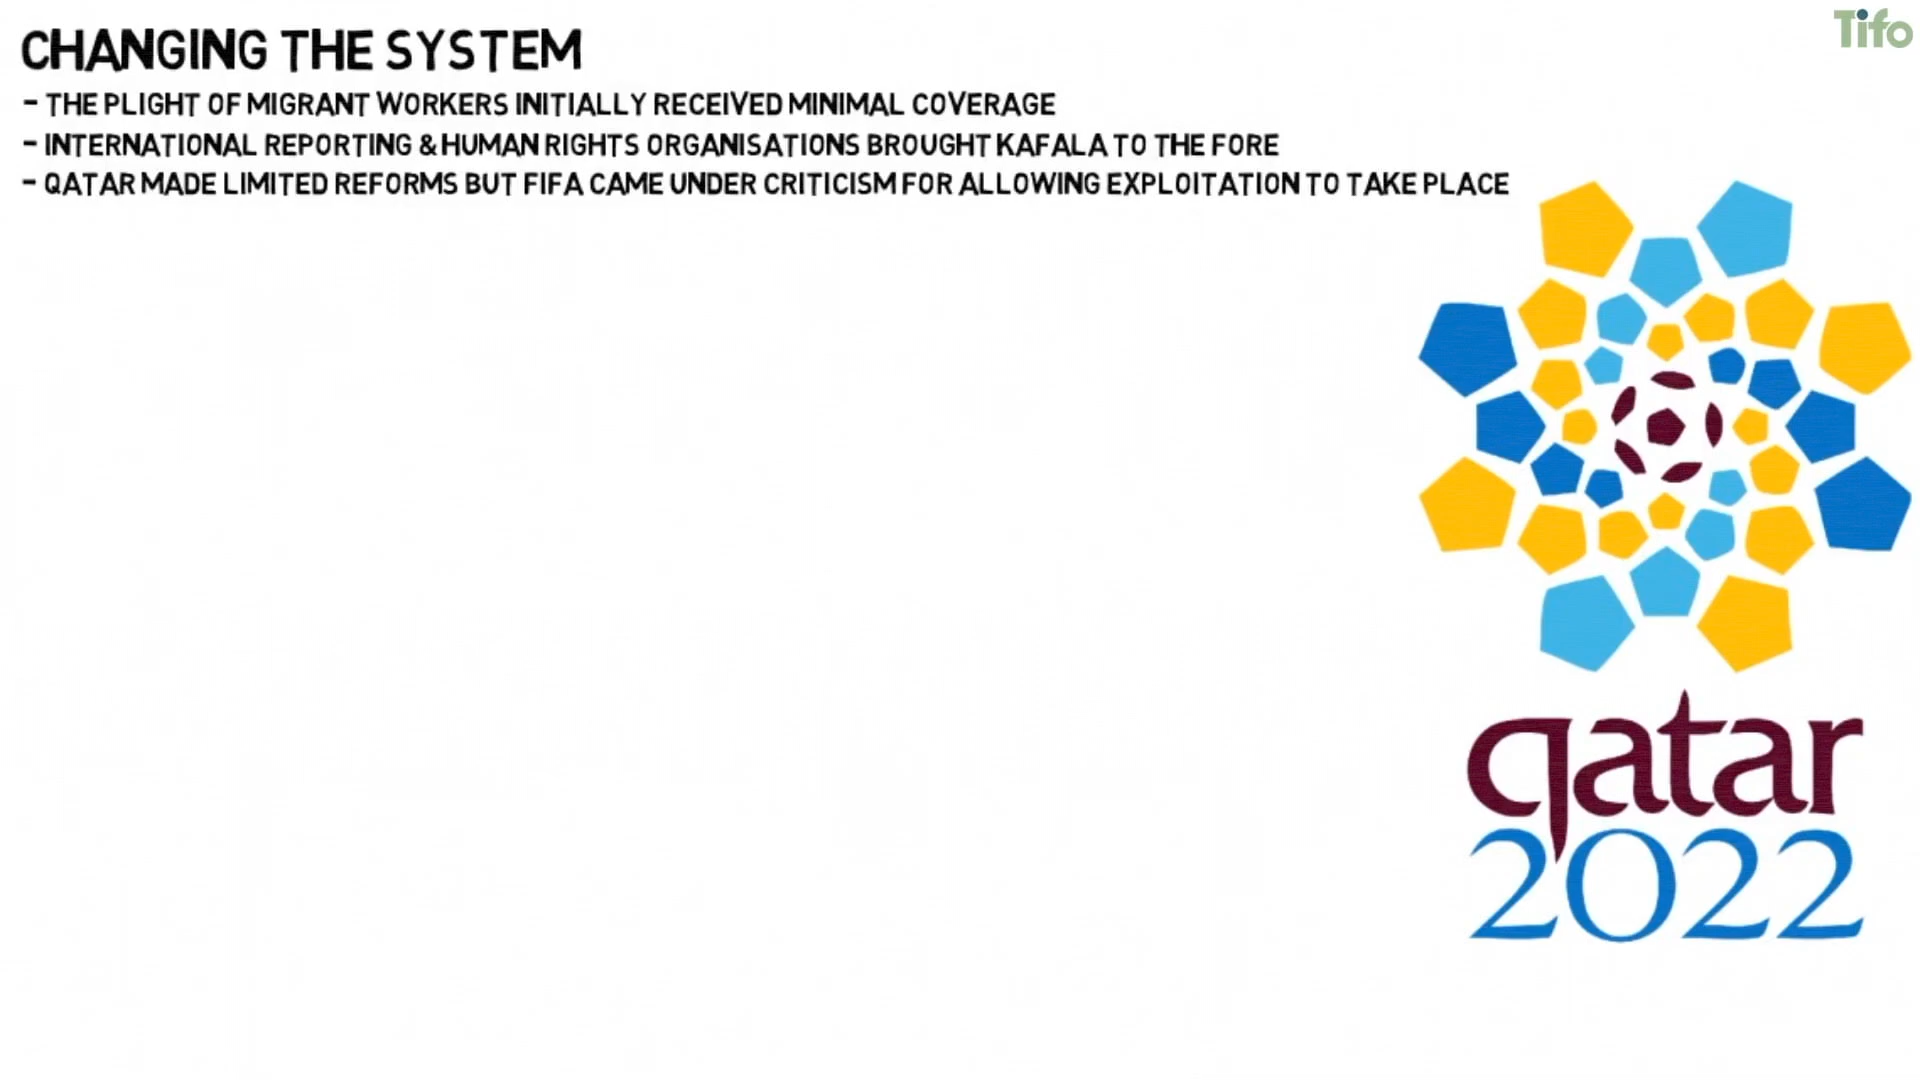 Tifo
CHANGING THE SYSTEM
- THE PLIGHT OF MIGRANT WORKERS INITIALLY RECEIVED MINIMAL COVERAGE
- INTERNATIONAL REPORTING & HUMAN RIGHTS ORGANISATIONS BROUGHT KAFALA TO THE FORE
- QATAR MADE LIMITED REFORMS BUT FIFA CAME UNDER CRITICISM FOR ALLOWING EXPLOITATION TO TAKE PLACE
qatar
2022